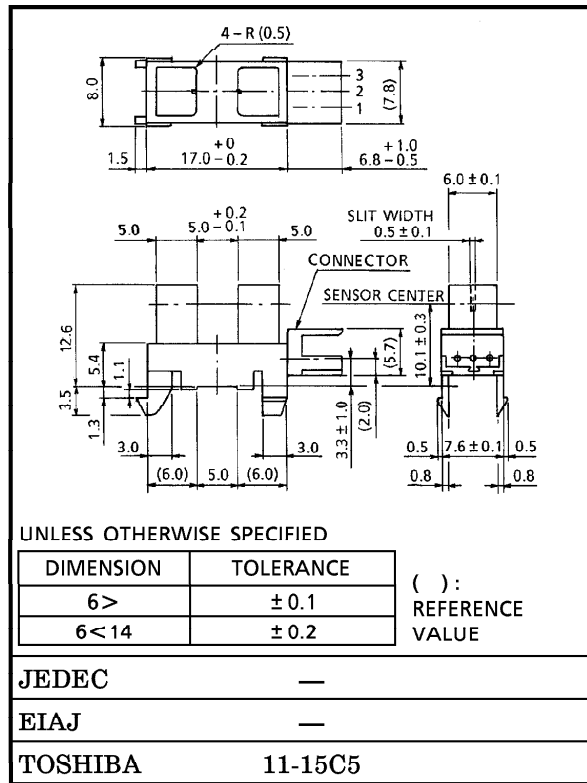 4 – R (0.5)
8.0
3
2
1
(7.8)
1.5
+0
17.0 – 0.2
+1.0
6.8 – 0.5
6.0 ± 0.1
+0.2
5.0 – 0.1
5.0
5.0
SLIT WIDTH
0.5 ± 0.1
CONNECTOR
SENSOR CENTER
12.6
5.4
1.1
3.5
1.3
(5.7)
10.1 ± 0.3
3.3 ± 1.0
(2.0)
3.0
3.0
(6.0) 5.0 (6.0)
0.5 7.6 ± 0.1 0.5
0.8 0.8
UNLESS OTHERWISE SPECIFIED
DIMENSION TOLERANCE
6> ± 0.1
6<14 ± 0.2
( ) :
REFERENCE
VALUE
JEDEC —
EIAJ —
TOSHIBA 11-15C5